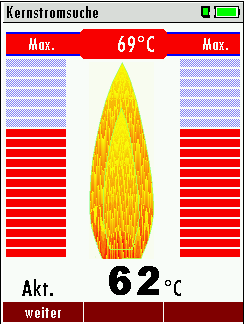 Kernstromsuche
Max. 69°C Max.
Akt. 62°C
weiter